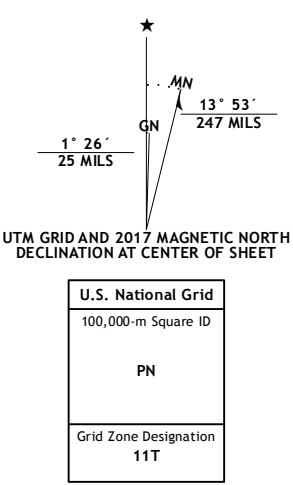 ★
MN
GN
13° 53´
247 MILS
1° 26´
25 MILS
UTM GRID AND 2017 MAGNETIC NORTH
DECLINATION AT CENTER OF SHEET
U.S. National Grid
100,000-m Square ID
PN
Grid Zone Designation
11T